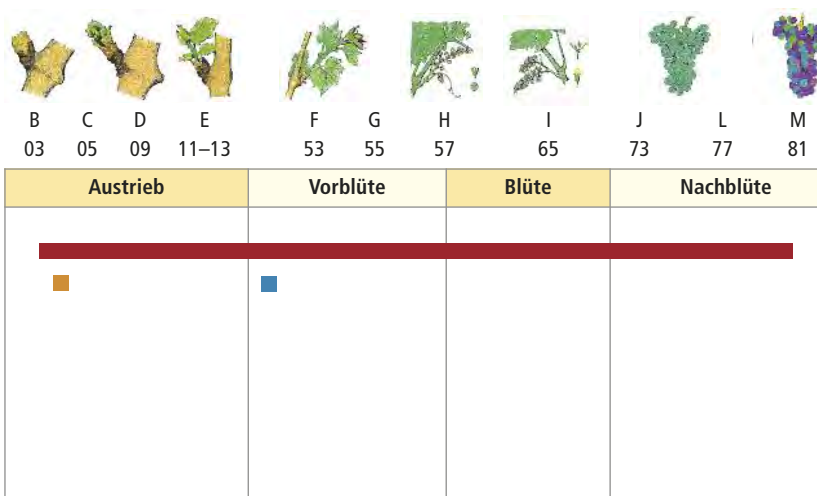 B C D E F G H I J L M
03 05 09 11–13 53 55 57 65 73 77 81
Austrieb Vorblüte Blüte Nachblüte